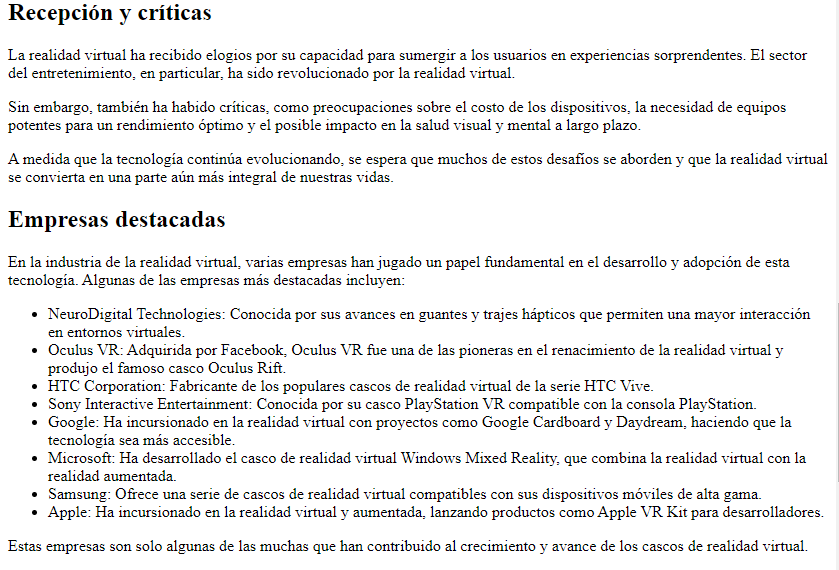 Recepción y críticas
La realidad virtual ha recibido elogios por su capacidad para sumergir a los usuarios en experiencias sorprendentes. El sector
del entretenimiento, en particular, ha sido revolucionado por la realidad virtual.
Sin embargo, también ha habido críticas, como preocupaciones sobre el costo de los dispositivos, la necesidad de equipos
potentes para un rendimiento óptimo y el posible impacto en la salud visual y mental a largo plazo.
A medida que la tecnología continúa evolucionando, se espera que muchos de estos desafíos se aborden y que la realidad virtual
se convierta en una parte aún más integral de nuestras vidas.
Empresas destacadas
En la industria de la realidad virtual, varias empresas han jugado un papel fundamental en el desarrollo y adopción de esta
tecnología. Algunas de las empresas más destacadas incluyen:
• NeuroDigital Technologies: Conocida por sus avances en guantes y trajes hápticos que permiten una mayor interacción
en entornos virtuales.
• Oculus VR: Adquirida por Facebook, Oculus VR fue una de las pioneras en el renacimiento de la realidad virtual y
produjo el famoso casco Oculus Rift.
• HTC Corporation: Fabricante de los populares cascos de realidad virtual de la serie HTC Vive.
• Sony Interactive Entertainment: Conocida por su casco PlayStation VR compatible con la consola PlayStation.
• Google: Ha incursionado en la realidad virtual con proyectos como Google Cardboard y Daydream, haciendo que la
tecnología sea más accesible.
• Microsoft: Ha desarrollado el casco de realidad virtual Windows Mixed Reality, que combina la realidad virtual con la
realidad aumentada.
• Samsung: Ofrece una serie de cascos de realidad virtual compatibles con sus dispositivos móviles de alta gama.
• Apple: Ha incursionado en la realidad virtual y aumentada, lanzando productos como Apple VR Kit para desarrolladores.
Estas empresas son solo algunas de las muchas que han contribuido al crecimiento y avance de los cascos de realidad virtual.